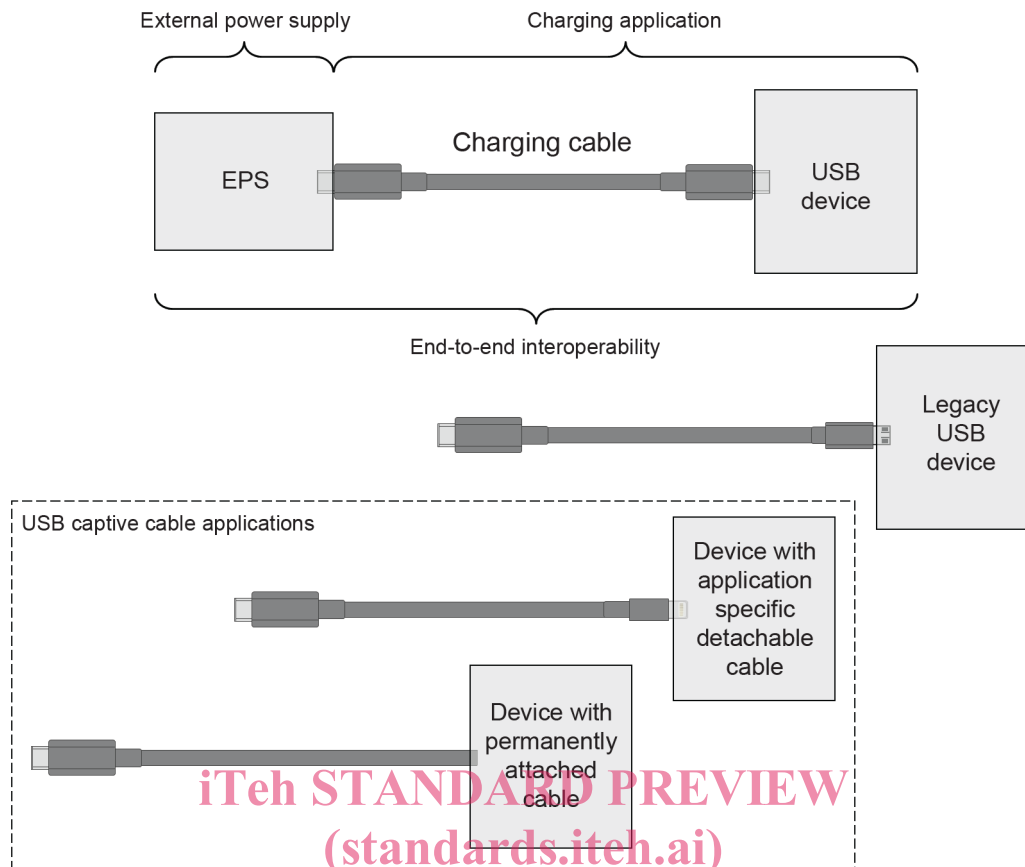 External power supply
Charging application
Charging cable
EPS
USB
device
End-to-end interoperability
Legacy
USB
device
USB captive cable applications
Device with
application
specific
detachable
cable
Device with
permanently
attached
cable
iTeh STANDARD PREVIEW
(standards.iteh.ai)